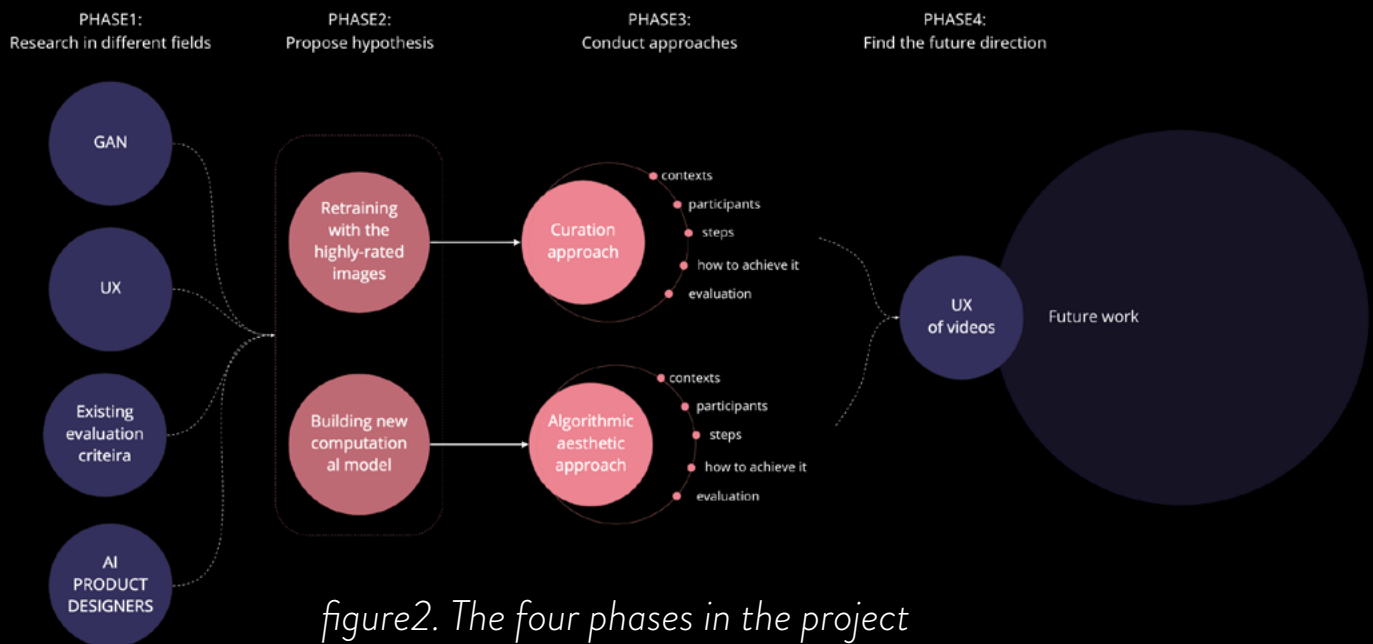 PHASE1:
Research in different fields
PHASE2:
Propose hypothesis
PHASE3:
Conduct approaches
PHASE4:
Find the future direction
GAN
UX
Existing
evaluation
criteira
AI
PRODUCT
DESIGNERS
Retraining
with the
highly-rated
images
Building new
computation
al model
Curation
approach
contexts
participants
steps
how to achieve it
evaluation
Algorithmic
aesthetic
approach
contexts
participants
steps
how to achieve it
evaluation
UX
of videos
Future work
figure2. The four phases in the project